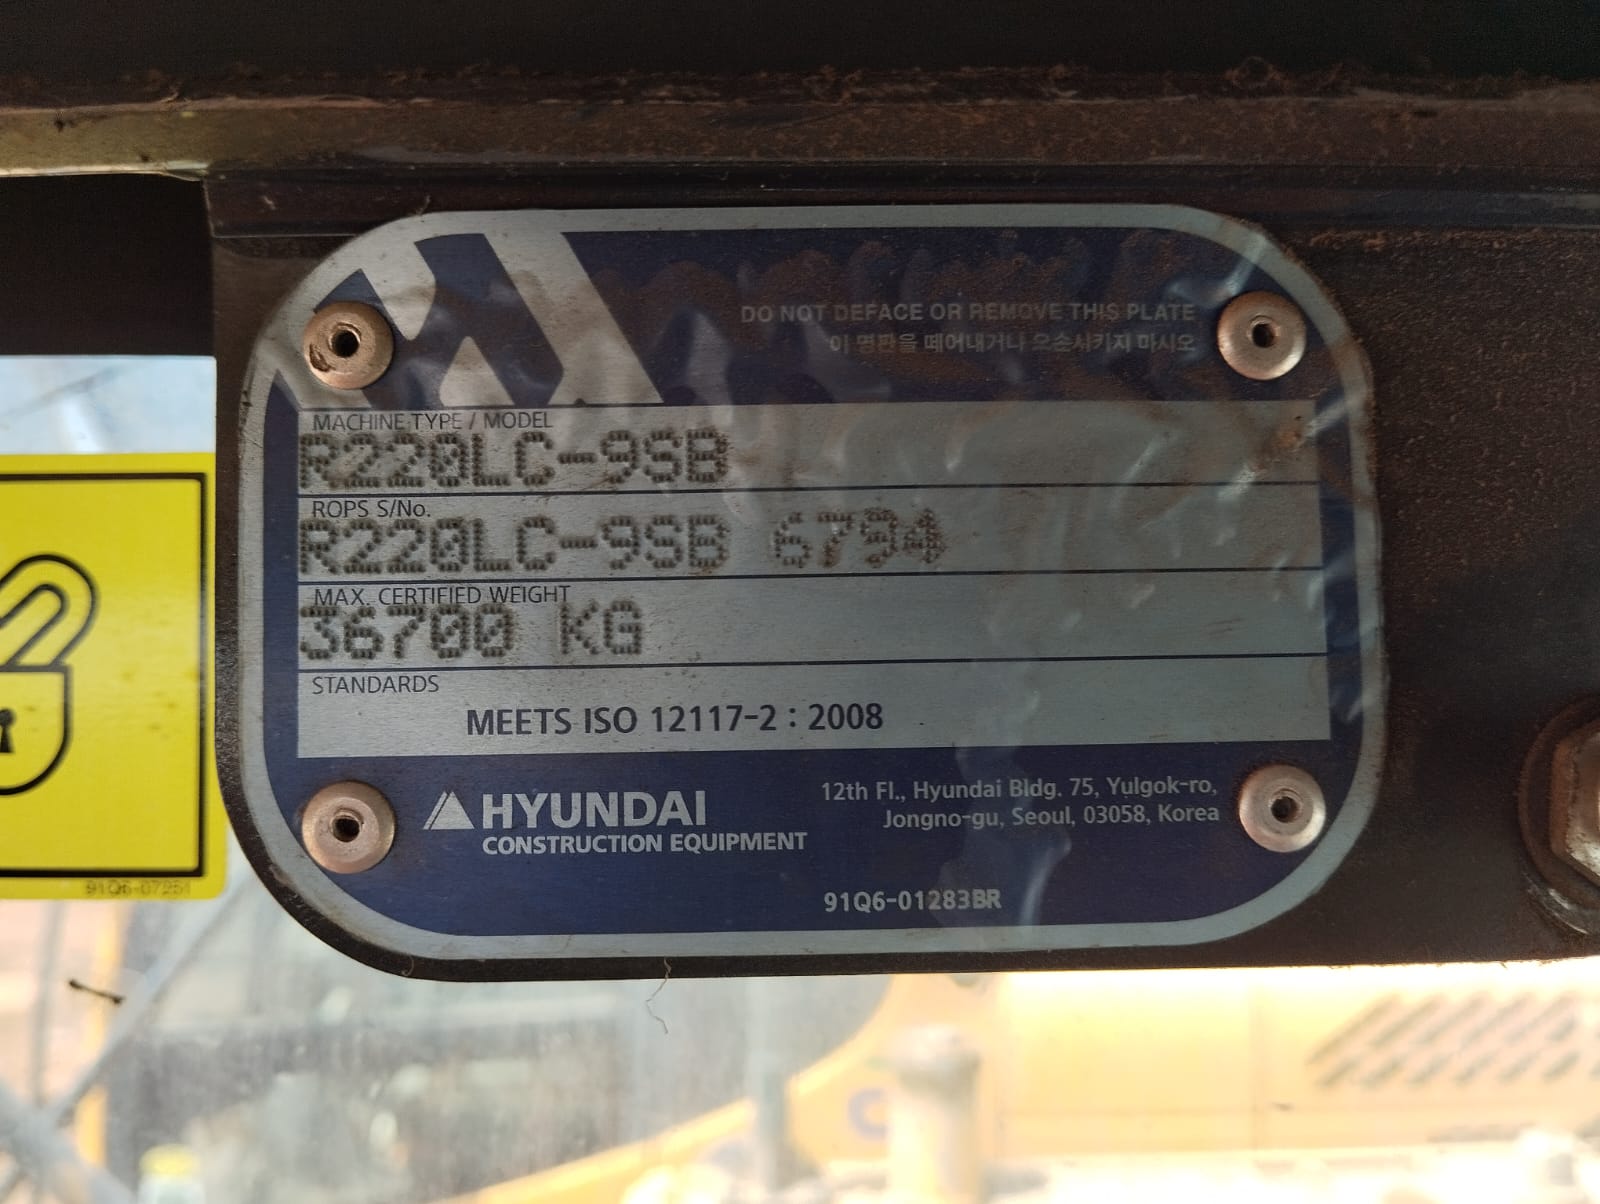 DO NOT DEFACE OR REMOVE THIS PLATE
이 명판을 떼어내거나 오손시키지 마시오
MACHINE TYPE / MODEL
R220LC-9SB
ROPS S/No.
R220LC-9SB 6794
MAX. CERTIFIED WEIGHT
36700 KG
STANDARDS
MEETS ISO 12117-2 : 2008
HYUNDAI
CONSTRUCTION EQUIPMENT
12th Fl., Hyundai Bldg. 75, Yulgok-ro,
Jongno-gu, Seoul, 03058, Korea
91Q6-01283BR
91Q6-07251